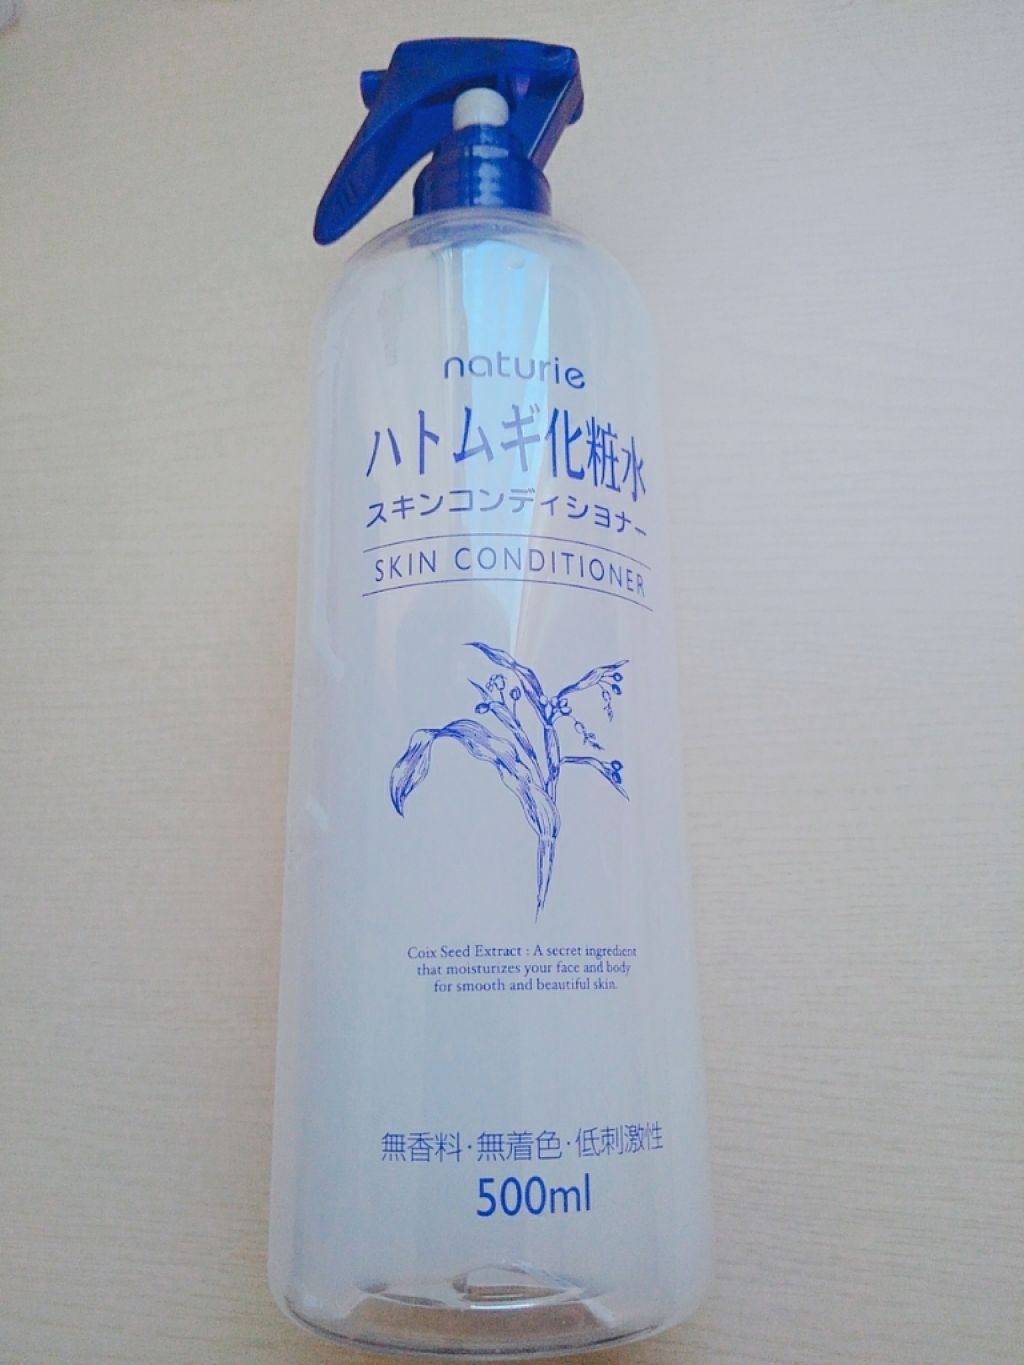 naturie
ハトムギ化粧水
スキンコンディショナー
SKIN CONDITIONER
Coix Seed Extract : A secret ingredient
that moisturizes your face and body
for smooth and beautiful skin.
無香料・無着色・低刺激性
500ml